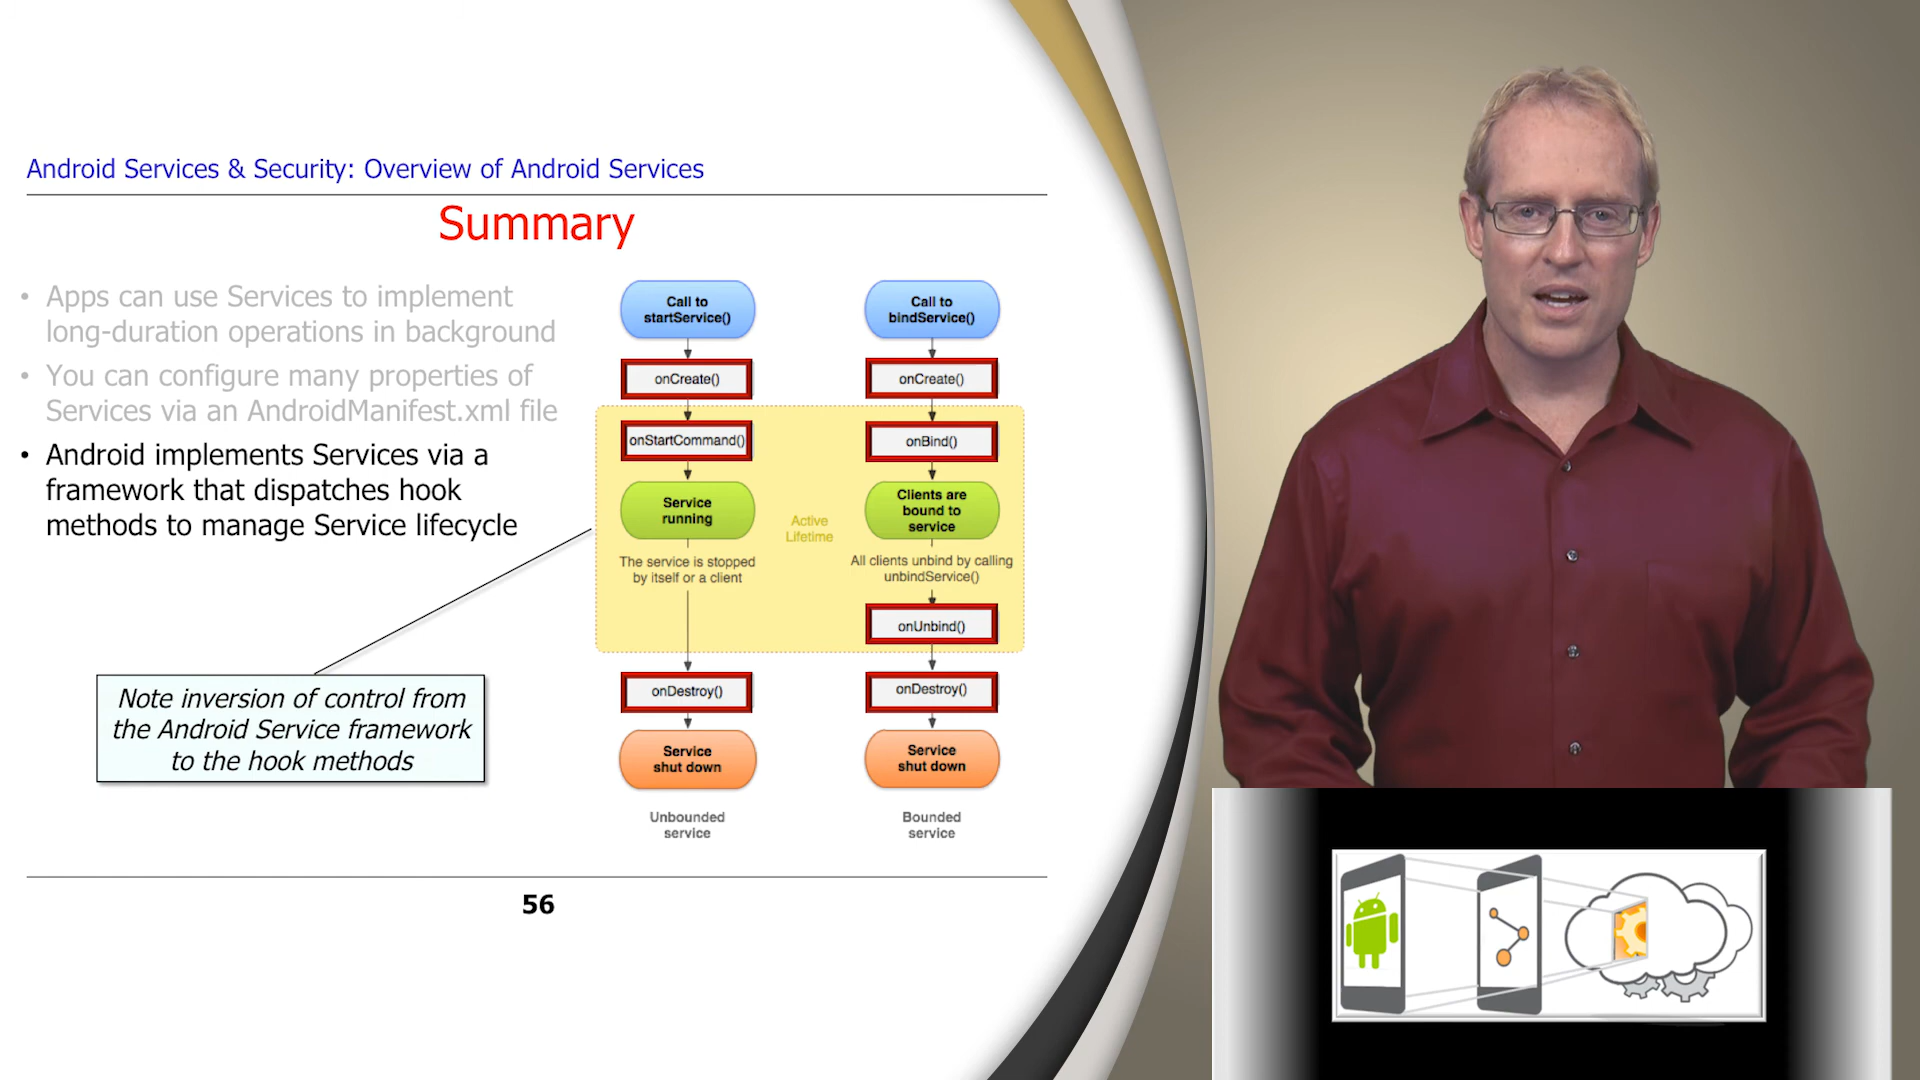 Android Services & Security: Overview of Android Services
Summary
• Apps can use Services to implement
long-duration operations in background
• You can configure many properties of
Services via an AndroidManifest.xml file
• Android implements Services via a
framework that dispatches hook
methods to manage Service lifecycle
Note inversion of control from
the Android Service framework
to the hook methods
Call to
startService()
onCreate()
onStartCommand()
Service
running
The service is stopped
by itself or a client
onDestroy()
Service
shut down
Unbounded
service
Active
Lifetime
Call to
bindService()
onCreate()
onBind()
Clients are
bound to
service
All clients unbind by calling
unbindService()
onUnbind()
onDestroy()
Service
shut down
Bounded
service
56